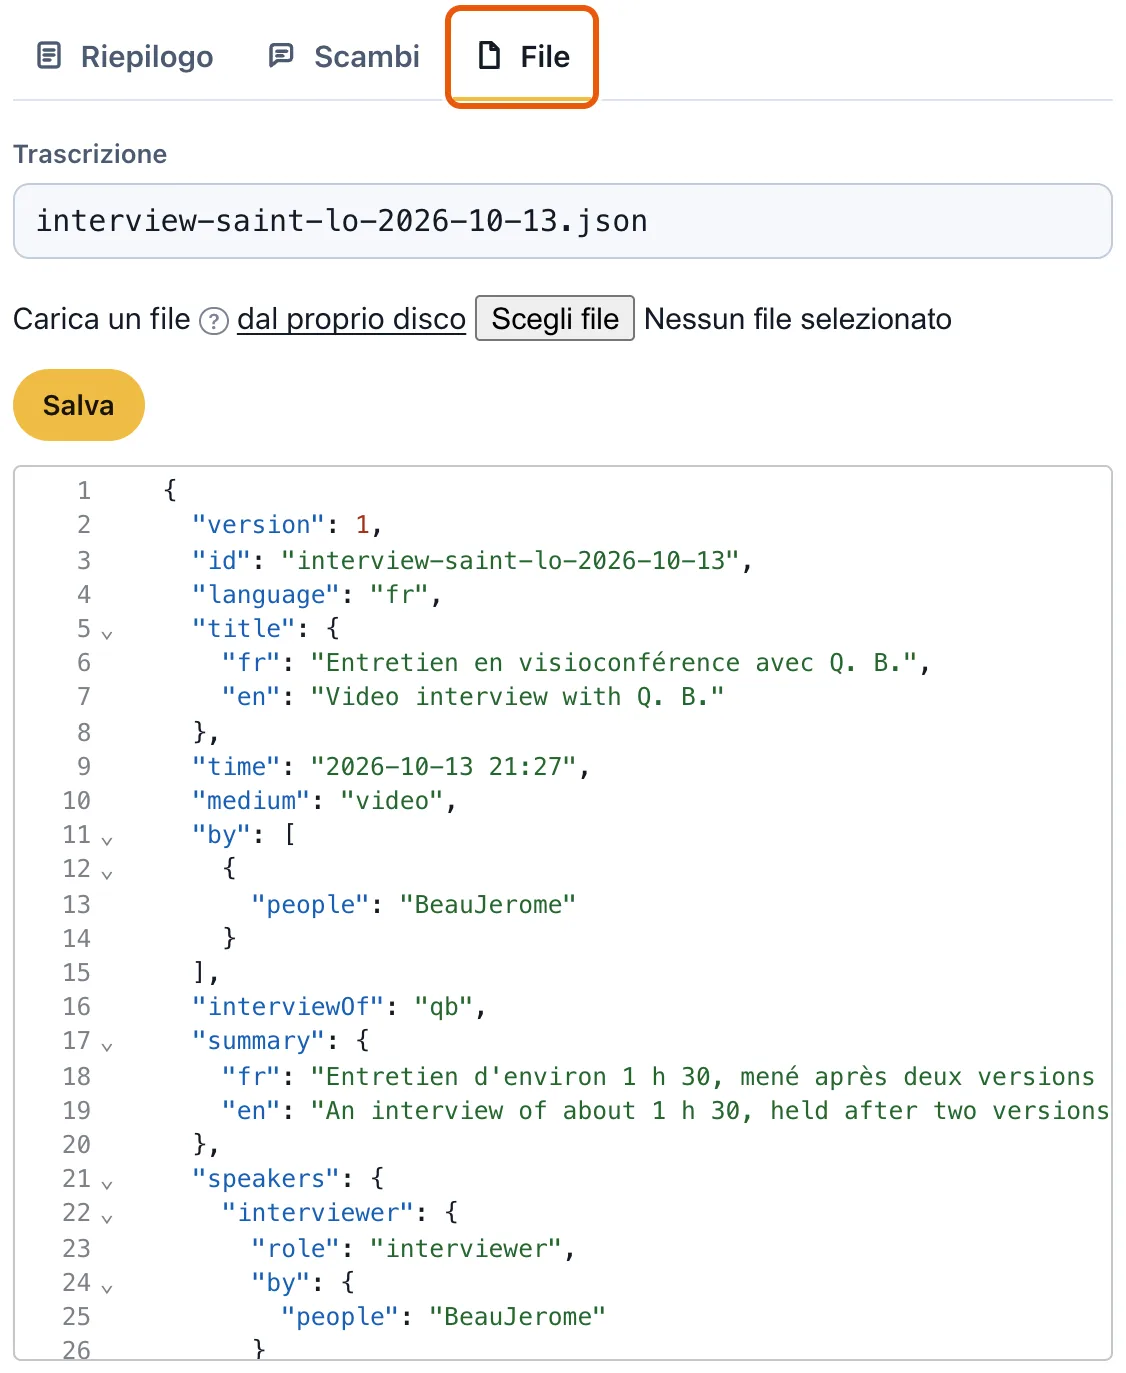 Riepilogo Scambi File
Trascrizione
interview-saint-lo-2026-10-13.json
Carica un file ? dal proprio disco Scegli file Nessun file selezionato
Salva
1 {
2 "version": 1,
3 "id": "interview-saint-lo-2026-10-13",
4 "language": "fr",
5 "title": {
6 "fr": "Entretien en visioconférence avec Q. B.",
7 "en": "Video interview with Q. B."
8 },
9 "time": "2026-10-13 21:27",
10 "medium": "video",
11 "by": [
12 {
13 "people": "BeauJerome"
14 }
15 ],
16 "interviewOf": "qb",
17 "summary": {
18 "fr": "Entretien d'environ 1 h 30, mené après deux versions
19 "en": "An interview of about 1 h 30, held after two versions
20 },
21 "speakers": {
22 "interviewer": {
23 "role": "interviewer",
24 "by": {
25 "people": "BeauJerome"
26 }